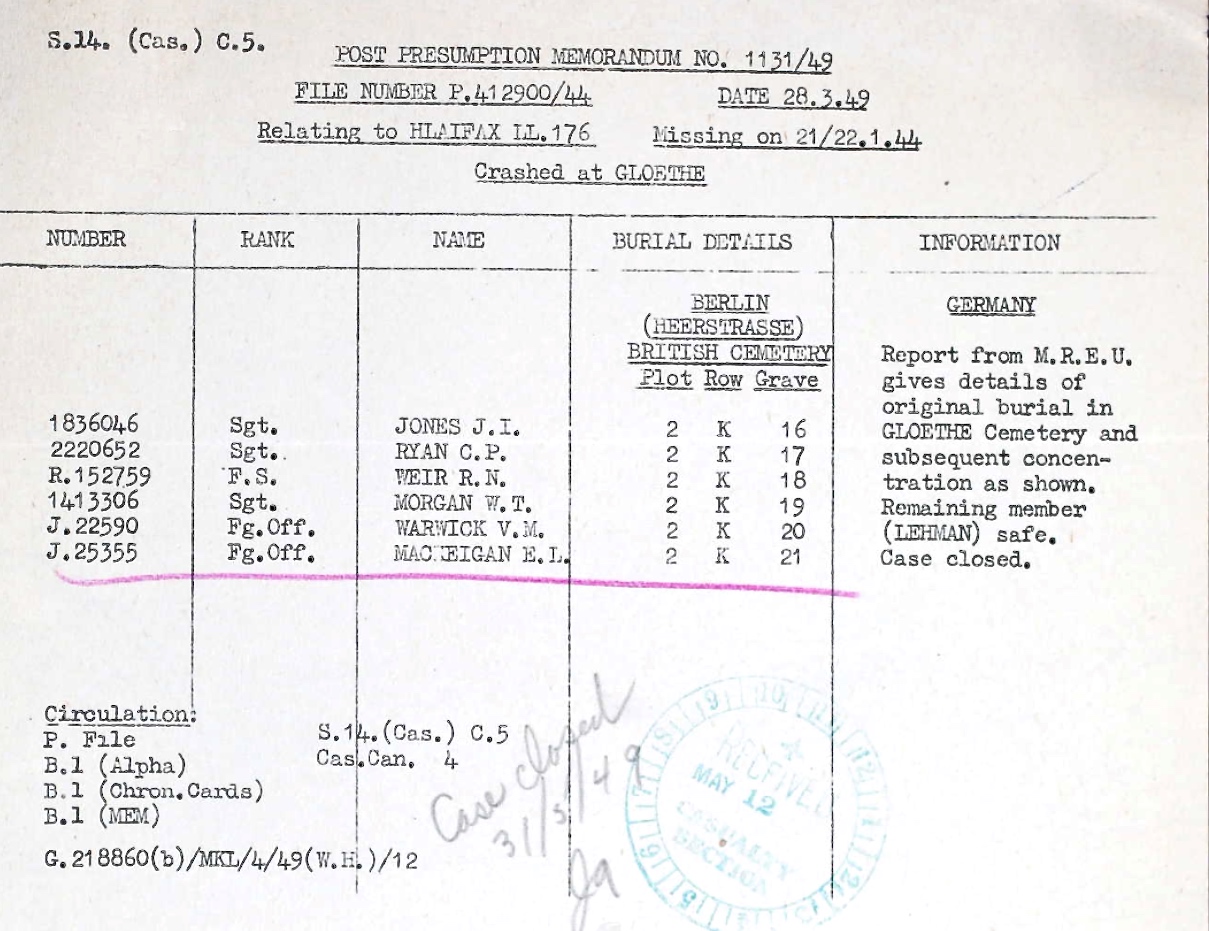 S.14. (Cas.) C.5.
POST PRESUMPTION MEMORANDUM NO. 1131/49
FILE NUMBER P.412900/44 DATE 28.3.49
Relating to HLAIFAX LL.176 Missing on 21/22.1.44
Crashed at GLOETHE
NUMBER RANK NAME BURIAL DETAILS INFORMATION
BERLIN
(HEERSTRASSE)
BRITISH CEMETERY
Plot Row Grave
1836046 Sgt. JONES J.I. 2 K 16
2220652 Sgt. RYAN C.P. 2 K 17
R.152759 F.S. WEIR R.N. 2 K 18
1413306 Sgt. MORGAN W.T. 2 K 19
J.22590 Fg.Off. WARWICK V.M. 2 K 20
J.25355 Fg.Off. MACKEIGAN E.L. 2 K 21
GERMANY
Report from M.R.E.U.
gives details of
original burial in
GLOETHE Cemetery and
subsequent concen-
tration as shown.
Remaining member
(LEHMAN) safe.
Case closed.
Circulation:
P. File
B.1 (Alpha)
B.1 (Chron.Cards)
B.1 (MEM)
S.14.(Cas.) C.5
Cas.Can. 4
G.218860(b)/MKL/4/49(W.H.)/12
Case closed
31/5/49
RECEIVED
MAY 12
CASUALTY
SECTION